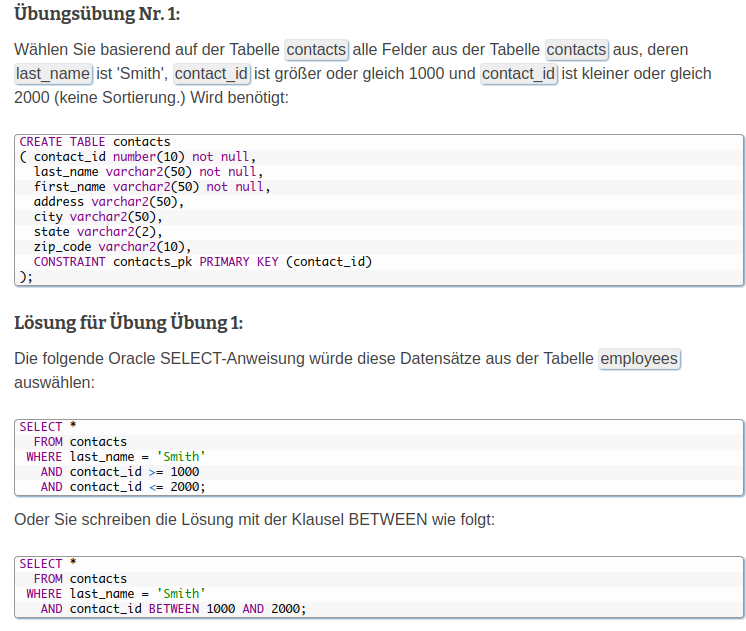 Übungsübung Nr. 1:
Wählen Sie basierend auf der Tabelle contacts alle Felder aus der Tabelle contacts aus, deren
last_name ist 'Smith', contact_id ist größer oder gleich 1000 und contact_id ist kleiner oder gleich
2000 (keine Sortierung.) Wird benötigt:
CREATE TABLE contacts
( contact_id number(10) not null,
  last_name varchar2(50) not null,
  first_name varchar2(50) not null,
  address varchar2(50),
  city varchar2(50),
  state varchar2(2),
  zip_code varchar2(10),
  CONSTRAINT contacts_pk PRIMARY KEY (contact_id)
);
Lösung für Übung Übung 1:
Die folgende Oracle SELECT-Anweisung würde diese Datensätze aus der Tabelle employees
auswählen:
SELECT *
  FROM contacts
 WHERE last_name = 'Smith'
   AND contact_id >= 1000
   AND contact_id <= 2000;
Oder Sie schreiben die Lösung mit der Klausel BETWEEN wie folgt:
SELECT *
  FROM contacts
 WHERE last_name = 'Smith'
   AND contact_id BETWEEN 1000 AND 2000;